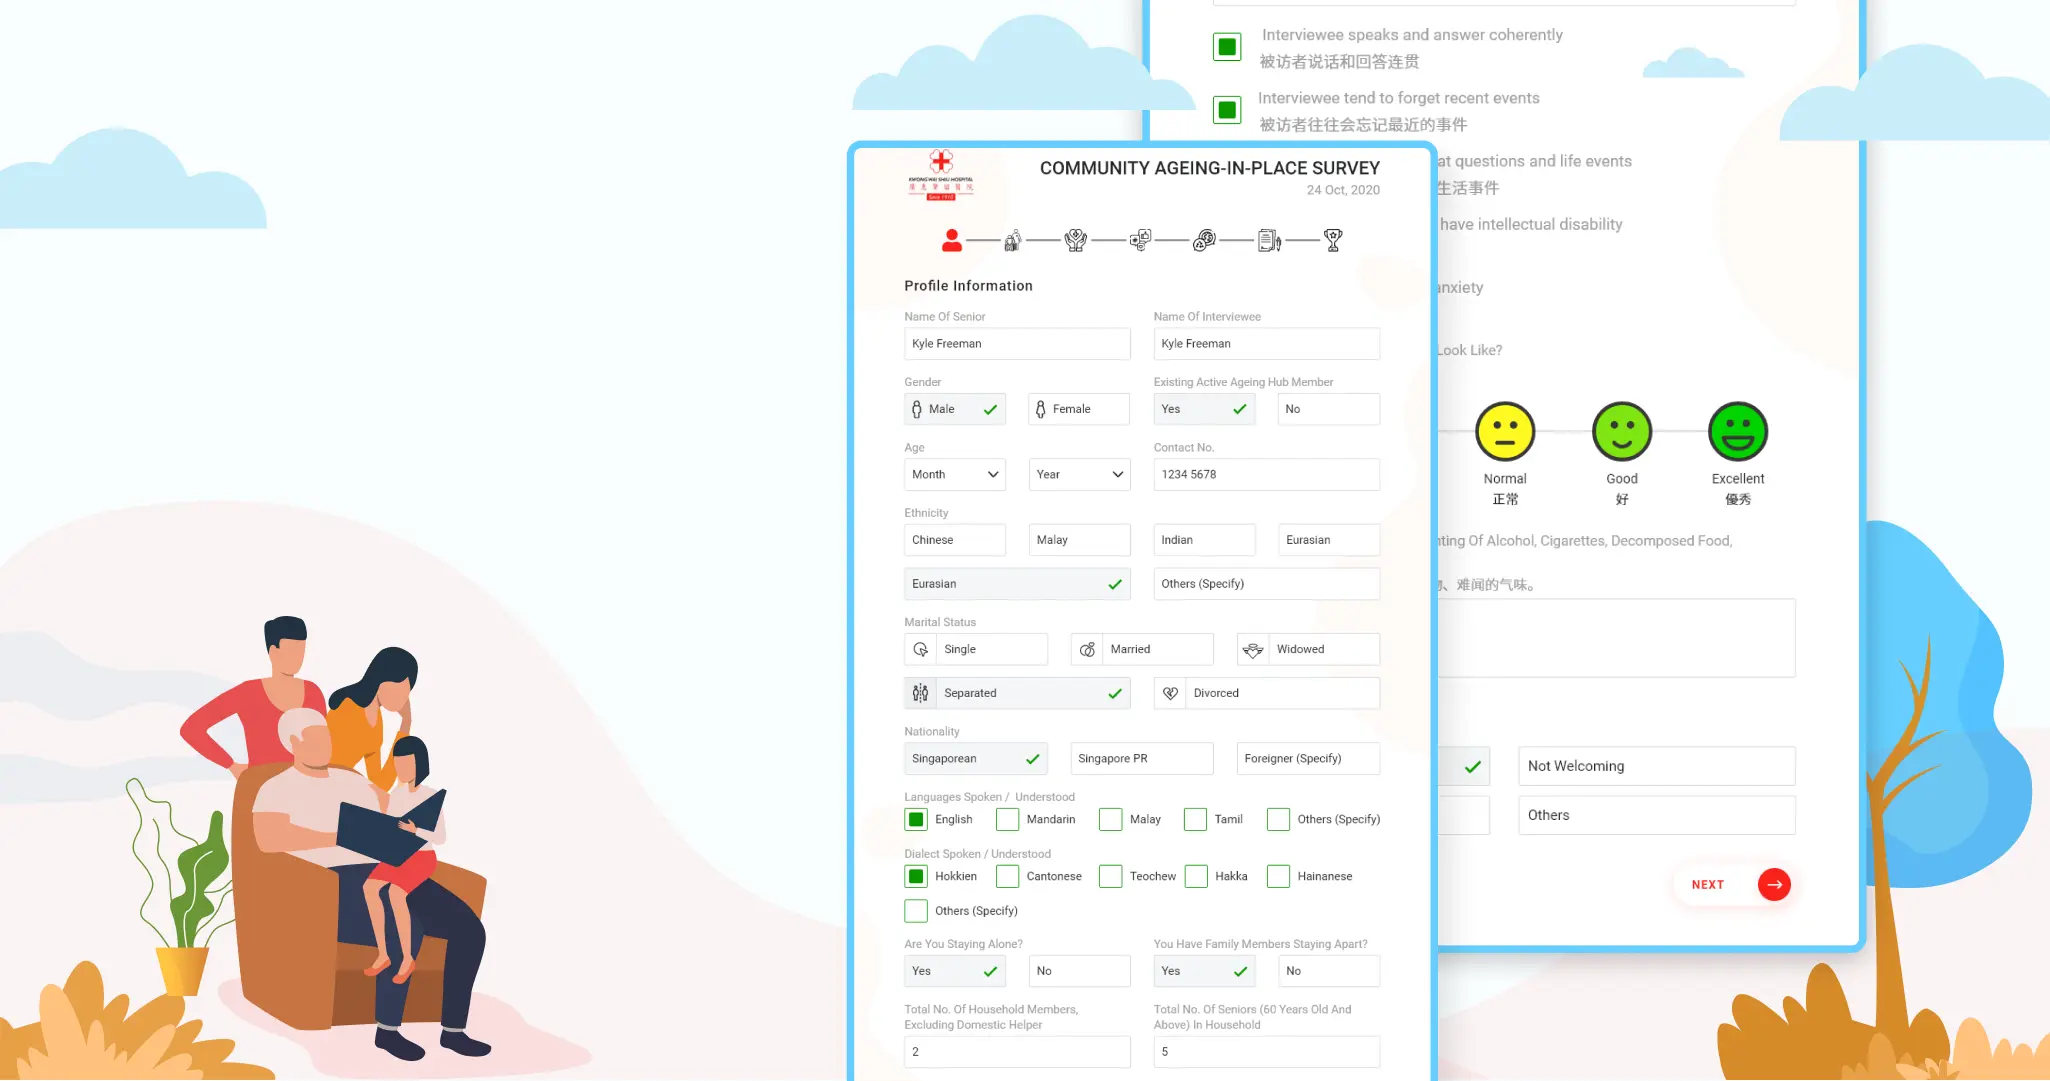 Interviewee speaks and answer coherently
被访者说话和回答连贯
Interviewee tend to forget recent events
被访者往往会忘记最近的事件
at questions and life events
生活事件
have intellectual disability
anxiety
Look Like?
Normal
正常
Good
好
Excellent
優秀
nting Of Alcohol, Cigarettes, Decomposed Food,
、难闻的气味。
Not Welcoming
Others
NEXT
KWONG WAI SHIU HOSPITAL
廣惠肇留醫院
Since 1910
COMMUNITY AGEING-IN-PLACE SURVEY
24 Oct, 2020
Profile Information
Name Of Senior
Name Of Interviewee
Kyle Freeman
Kyle Freeman
Gender
Existing Active Ageing Hub Member
Male
Female
Yes
No
Age
Contact No.
Month
Year
1234 5678
Ethnicity
Chinese
Malay
Indian
Eurasian
Eurasian
Others (Specify)
Marital Status
Single
Married
Widowed
Separated
Divorced
Nationality
Singaporean
Singapore PR
Foreigner (Specify)
Languages Spoken / Understood
English
Mandarin
Malay
Tamil
Others (Specify)
Dialect Spoken / Understood
Hokkien
Cantonese
Teochew
Hakka
Hainanese
Others (Specify)
Are You Staying Alone?
You Have Family Members Staying Apart?
Yes
No
Yes
No
Total No. Of Household Members,
Excluding Domestic Helper
Total No. Of Seniors (60 Years Old And
Above) In Household
2
5